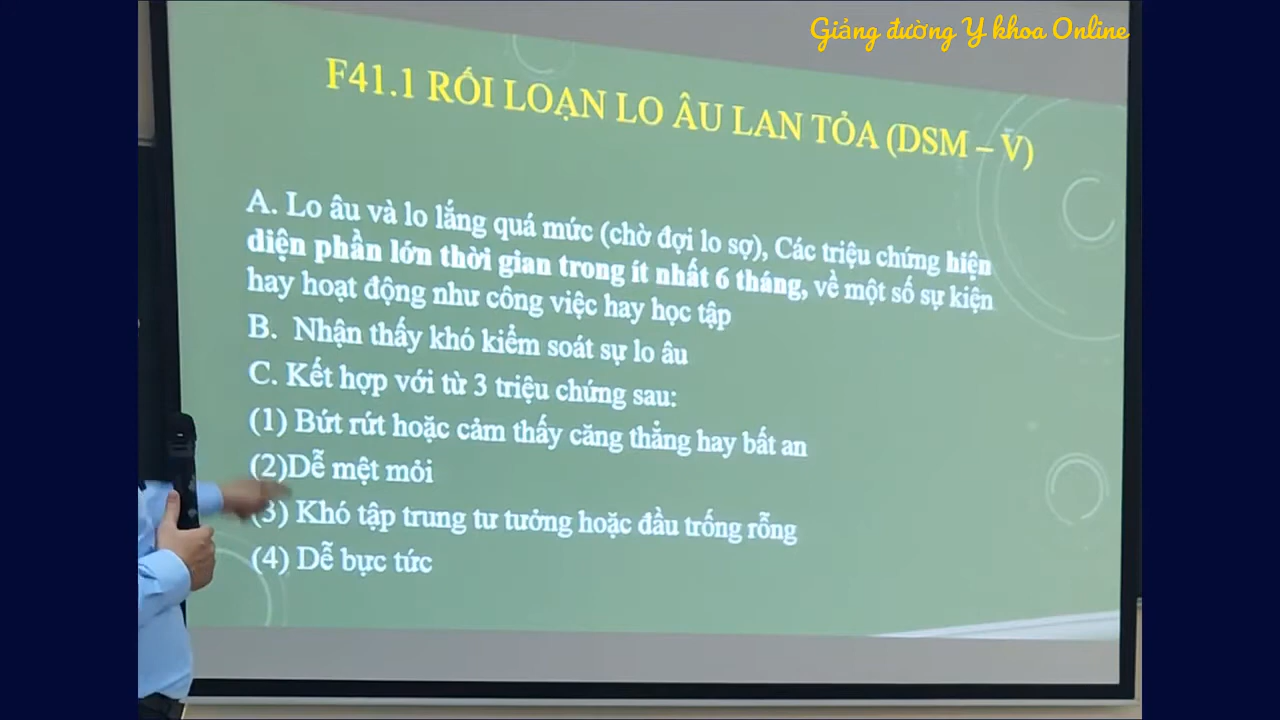 Giảng đường Y khoa Online
F41.1 RỐI LOẠN LO ÂU LAN TỎA (DSM – V)
A. Lo âu và lo lắng quá mức (chờ đợi lo sợ), Các triệu chứng hiện
diện phần lớn thời gian trong ít nhất 6 tháng, về một số sự kiện
hay hoạt động như công việc hay học tập
B. Nhận thấy khó kiểm soát sự lo âu
C. Kết hợp với từ 3 triệu chứng sau:
(1) Bứt rứt hoặc cảm thấy căng thẳng hay bất an
(2)Dễ mệt mỏi
(3) Khó tập trung tư tưởng hoặc đầu trống rỗng
(4) Dễ bực tức